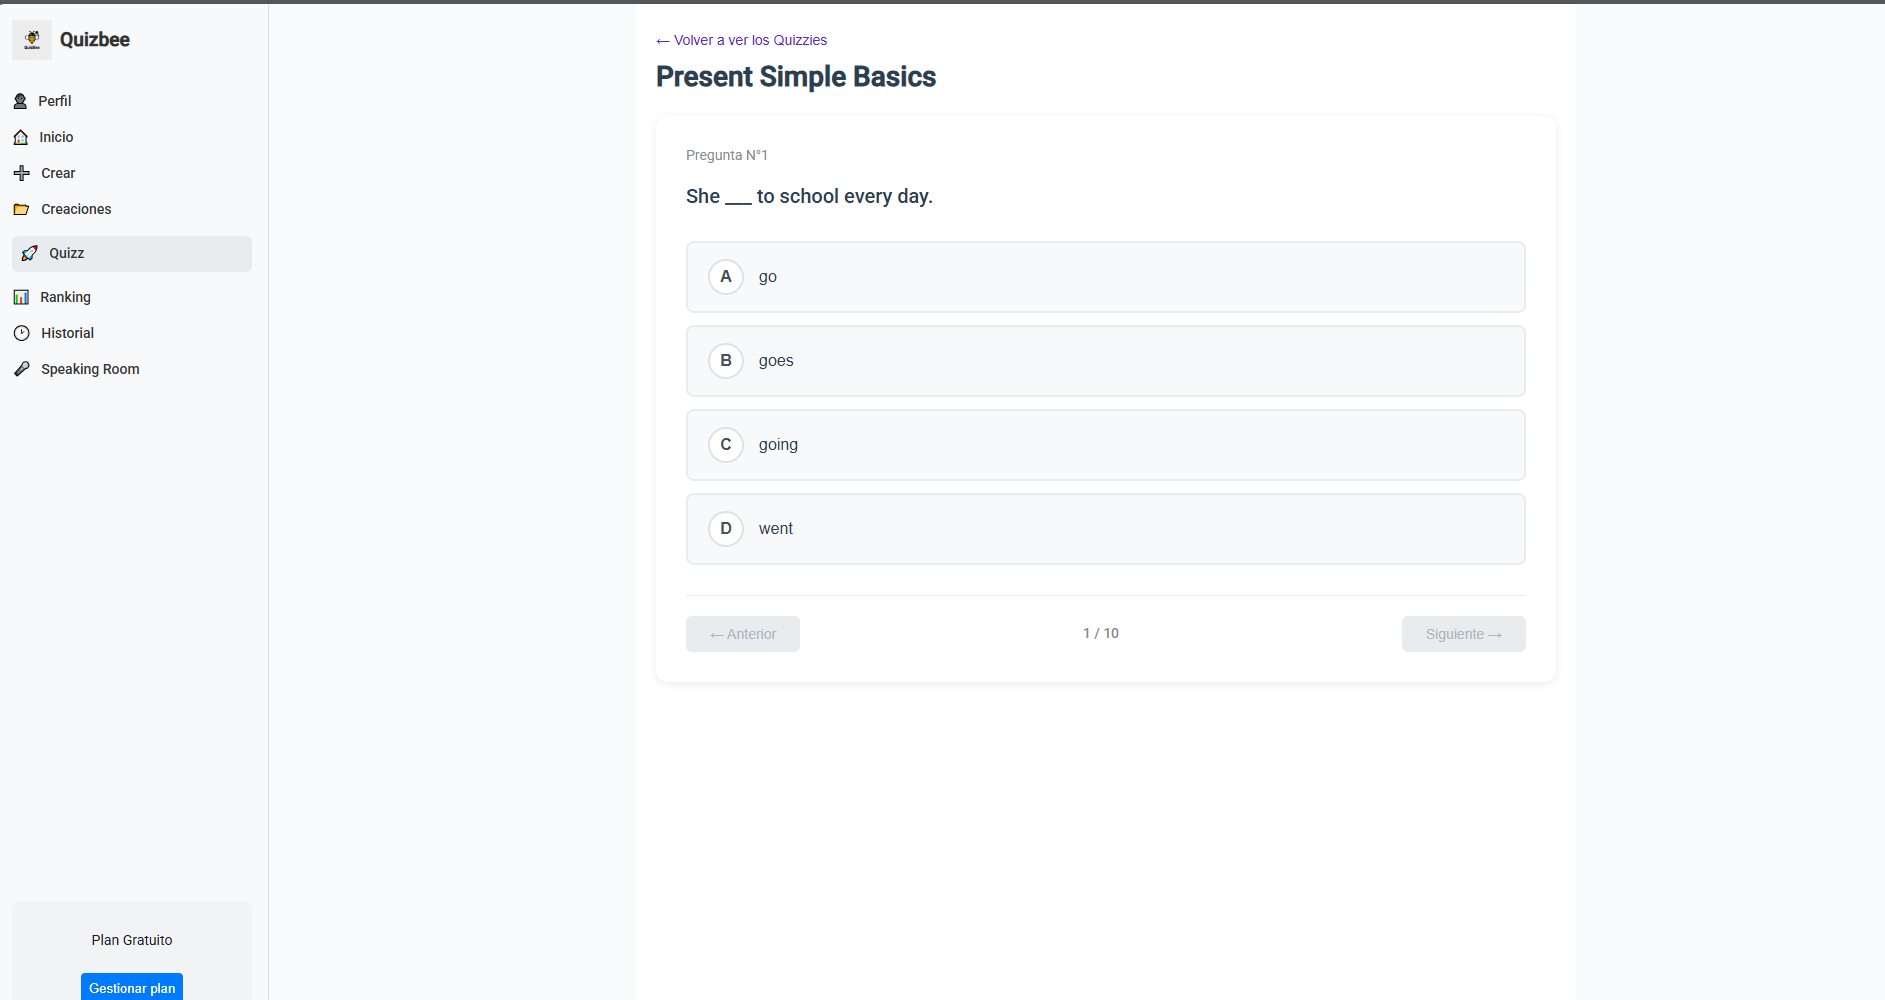 Quizbee
Perfil
Inicio
Crear
Creaciones
Quizz
Ranking
Historial
Speaking Room
Plan Gratuito
Gestionar plan
← Volver a ver los Quizzies
Present Simple Basics
Pregunta N°1
She ___ to school every day.
A go
B goes
C going
D went
← Anterior
1 / 10
Siguiente →